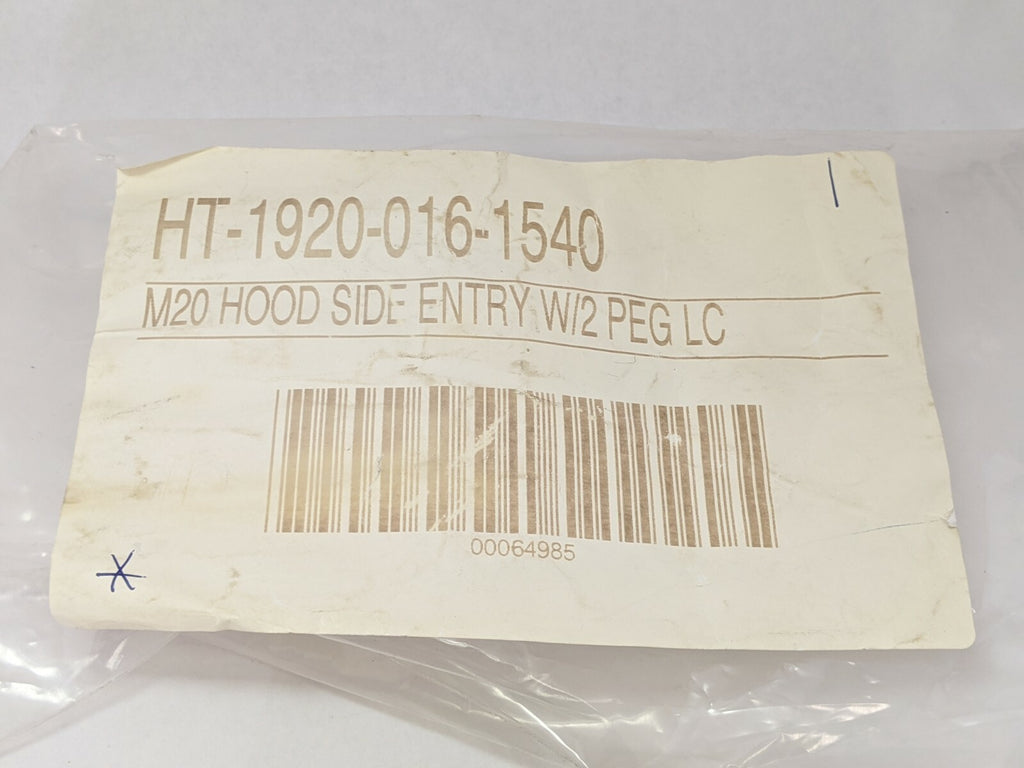 HT-1920-016-1540
M20 HOOD SIDE ENTRY W/2 PEG LC
00064985